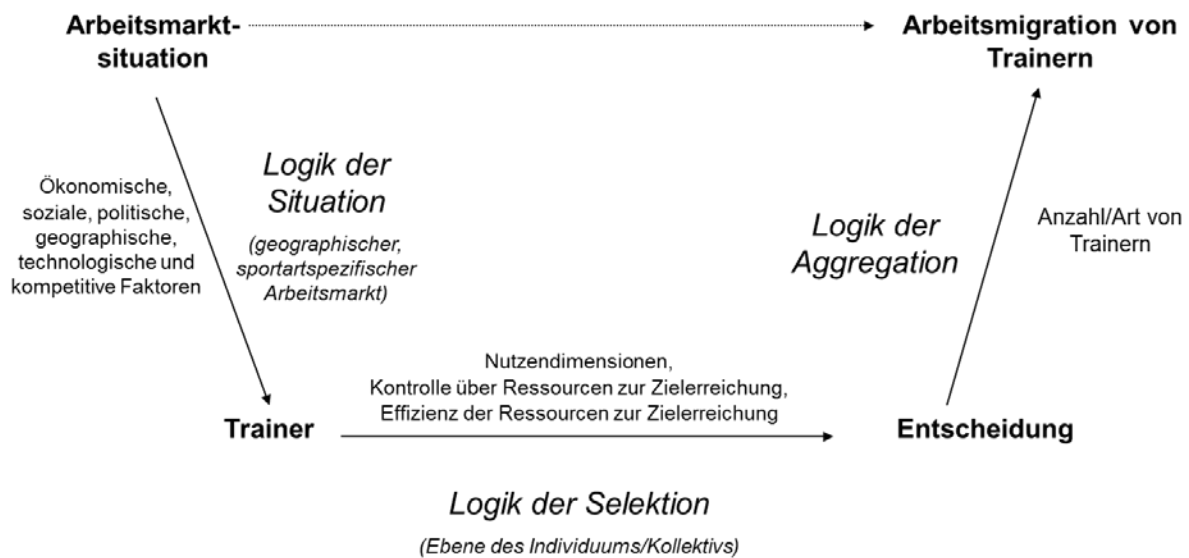 Arbeitsmarkt-
situation
Arbeitsmigration von
Trainern
Ökonomische,
soziale, politische,
geographische,
technologische und
kompetitive Faktoren
Logik der
Situation
(geographischer,
sportartspezifischer
Arbeitsmarkt)
Logik der
Aggregation
Anzahl/Art von
Trainern
Nutzendimensionen,
Kontrolle über Ressourcen zur Zielerreichung,
Effizienz der Ressourcen zur Zielerreichung
Trainer
Entscheidung
Logik der Selektion
(Ebene des Individuums/Kollektivs)